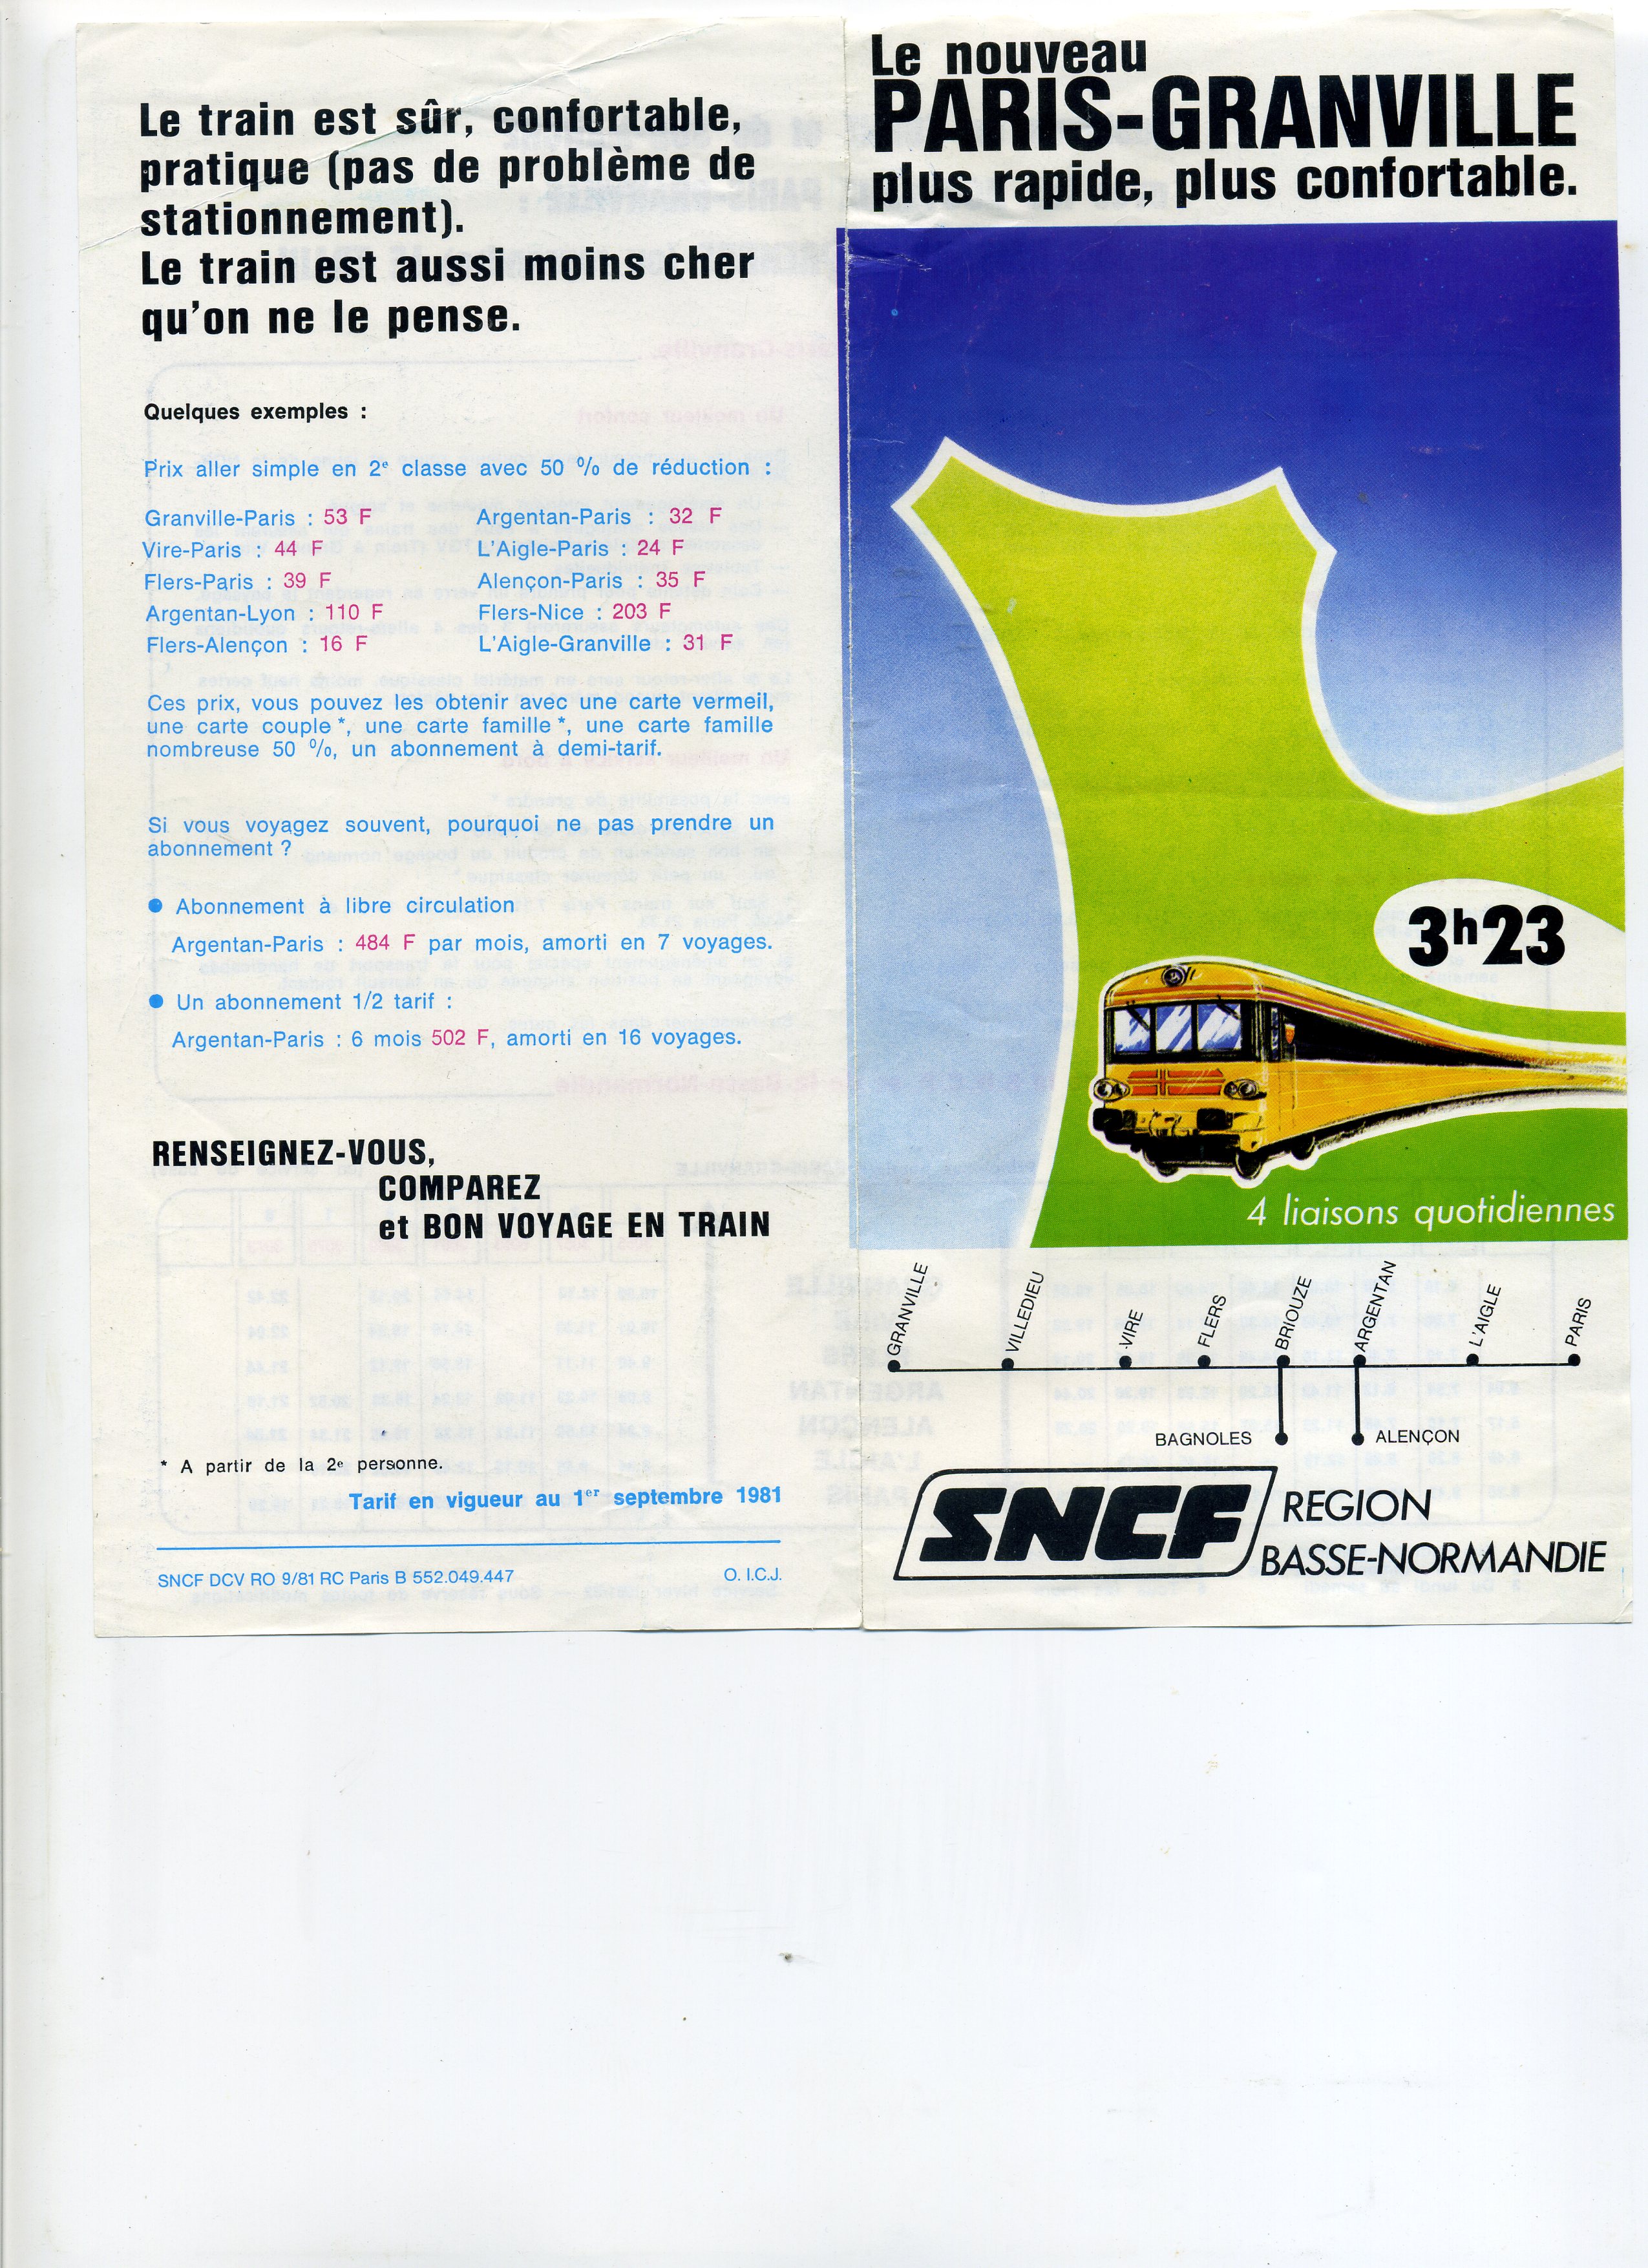 Le train est sûr, confortable,
pratique (pas de problème de
stationnement).
Le train est aussi moins cher
qu'on ne le pense.
Quelques exemples :
Prix aller simple en 2e classe avec 50 % de réduction :
Granville-Paris : 53 F
Vire-Paris : 44 F
Flers-Paris : 39 F
Argentan-Lyon : 110 F
Flers-Alençon : 16 F
Argentan-Paris : 32 F
L'Aigle-Paris : 24 F
Alençon-Paris : 35 F
Flers-Nice : 203 F
L'Aigle-Granville : 31 F
Ces prix, vous pouvez les obtenir avec une carte vermeil,
une carte couple*, une carte famille*, une carte famille
nombreuse 50 %, un abonnement à demi-tarif.
Si vous voyagez souvent, pourquoi ne pas prendre un
abonnement ?
● Abonnement à libre circulation
Argentan-Paris : 484 F par mois, amorti en 7 voyages.
● Un abonnement 1/2 tarif :
Argentan-Paris : 6 mois 502 F, amorti en 16 voyages.
RENSEIGNEZ-VOUS,
COMPAREZ
et BON VOYAGE EN TRAIN
* A partir de la 2e personne.
Tarif en vigueur au 1er septembre 1981
SNCF DCV RO 9/81 RC Paris B 552.049.447 O. I.C.J.
Le nouveau
PARIS-GRANVILLE
plus rapide, plus confortable.
3h23
4 liaisons quotidiennes
GRANVILLE
VILLEDIEU
VIRE
FLERS
BRIOUZE
ARGENTAN
L'AIGLE
PARIS
BAGNOLES
ALENÇON
SNCF
REGION
BASSE-NORMANDIE